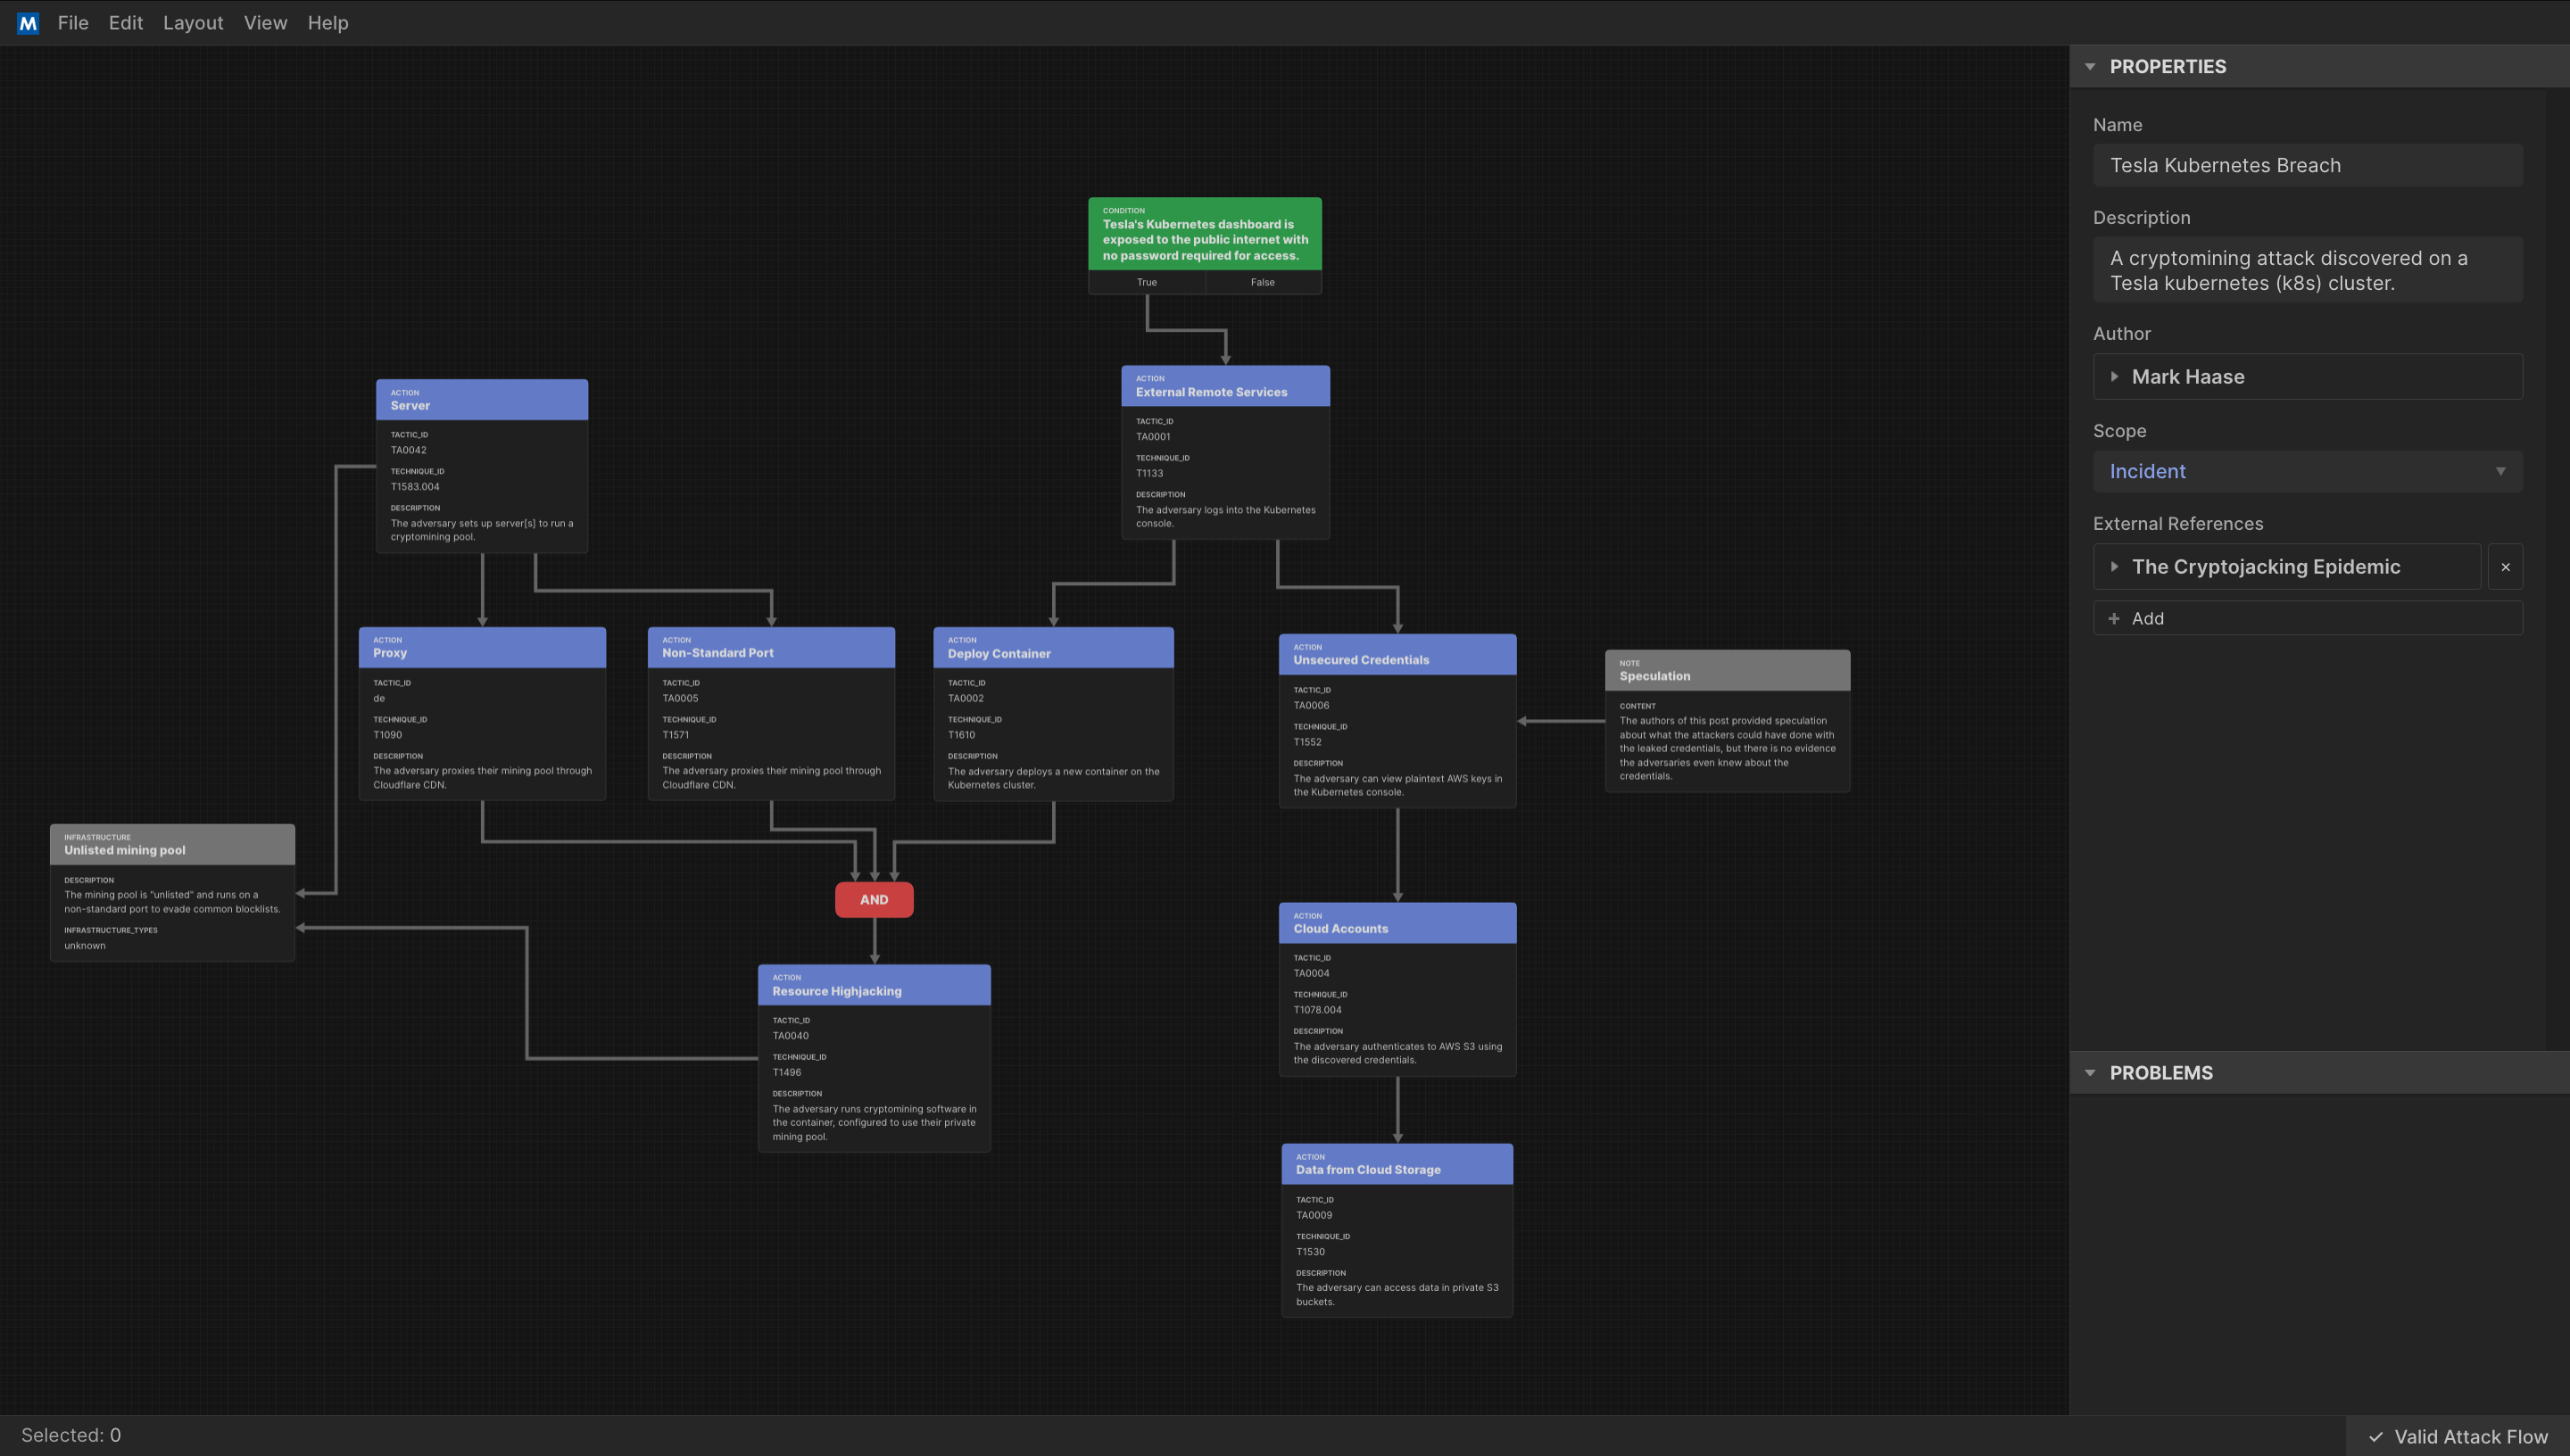 M File Edit Layout View Help
CONDITION
Tesla's Kubernetes dashboard is
exposed to the public internet with
no password required for access.
True False
ACTION
Server
TACTIC_ID
TA0042
TECHNIQUE_ID
T1583.004
DESCRIPTION
The adversary sets up server[s] to run a
cryptomining pool.
ACTION
External Remote Services
TACTIC_ID
TA0001
TECHNIQUE_ID
T1133
DESCRIPTION
The adversary logs into the Kubernetes
console.
ACTION
Proxy
TACTIC_ID
de
TECHNIQUE_ID
T1090
DESCRIPTION
The adversary proxies their mining pool through
Cloudflare CDN.
ACTION
Non-Standard Port
TACTIC_ID
TA0005
TECHNIQUE_ID
T1571
DESCRIPTION
The adversary proxies their mining pool through
Cloudflare CDN.
ACTION
Deploy Container
TACTIC_ID
TA0002
TECHNIQUE_ID
T1610
DESCRIPTION
The adversary deploys a new container on the
Kubernetes cluster.
ACTION
Unsecured Credentials
TACTIC_ID
TA0006
TECHNIQUE_ID
T1552
DESCRIPTION
The adversary can view plaintext AWS keys in
the Kubernetes console.
NOTE
Speculation
CONTENT
The authors of this post provided speculation
about what the attackers could have done with
the leaked credentials, but there is no evidence
the adversaries even knew about the
credentials.
INFRASTRUCTURE
Unlisted mining pool
DESCRIPTION
The mining pool is "unlisted" and runs on a
non-standard port to evade common blocklists.
INFRASTRUCTURE_TYPES
unknown
AND
ACTION
Resource Highjacking
TACTIC_ID
TA0040
TECHNIQUE_ID
T1496
DESCRIPTION
The adversary runs cryptomining software in
the container, configured to use their private
mining pool.
ACTION
Cloud Accounts
TACTIC_ID
TA0004
TECHNIQUE_ID
T1078.004
DESCRIPTION
The adversary authenticates to AWS S3 using
the discovered credentials.
ACTION
Data from Cloud Storage
TACTIC_ID
TA0009
TECHNIQUE_ID
T1530
DESCRIPTION
The adversary can access data in private S3
buckets.
PROPERTIES
Name
Tesla Kubernetes Breach
Description
A cryptomining attack discovered on a
Tesla kubernetes (k8s) cluster.
Author
Mark Haase
Scope
Incident
External References
The Cryptojacking Epidemic ×
+ Add
PROBLEMS
Selected: 0
✓ Valid Attack Flow